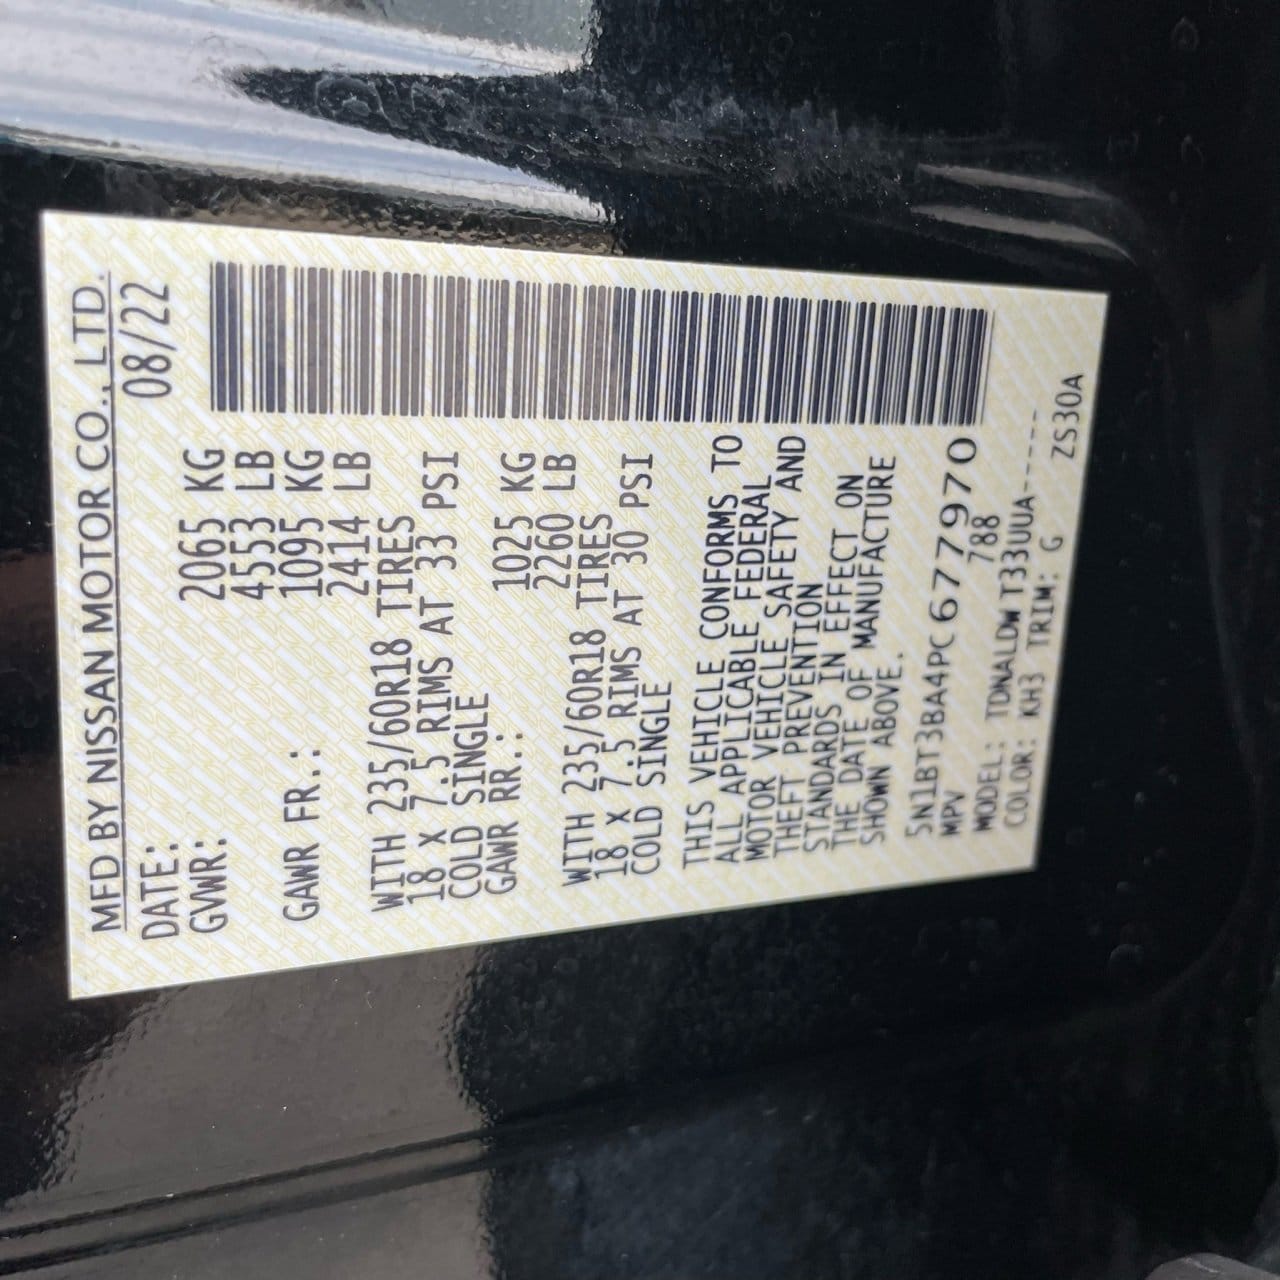 MFD BY NISSAN MOTOR CO., LTD.
DATE: 08/22
GVWR: 2065 KG
4553 LB
GAWR FR.: 1095 KG
2414 LB
WITH 235/60R18 TIRES
18 X 7.5 RIMS AT 33 PSI
COLD SINGLE
GAWR RR.: 1025 KG
2260 LB
WITH 235/60R18 TIRES
18 X 7.5 RIMS AT 30 PSI
COLD SINGLE
THIS VEHICLE CONFORMS TO
ALL APPLICABLE FEDERAL
MOTOR VEHICLE SAFETY AND
THEFT PREVENTION
STANDARDS IN EFFECT ON
THE DATE OF MANUFACTURE
SHOWN ABOVE.
5N1BT3BA4PC677970
MPV 788
MODEL: TDNALDWT33UUA------
COLOR: KH3 TRIM: G ZS30A